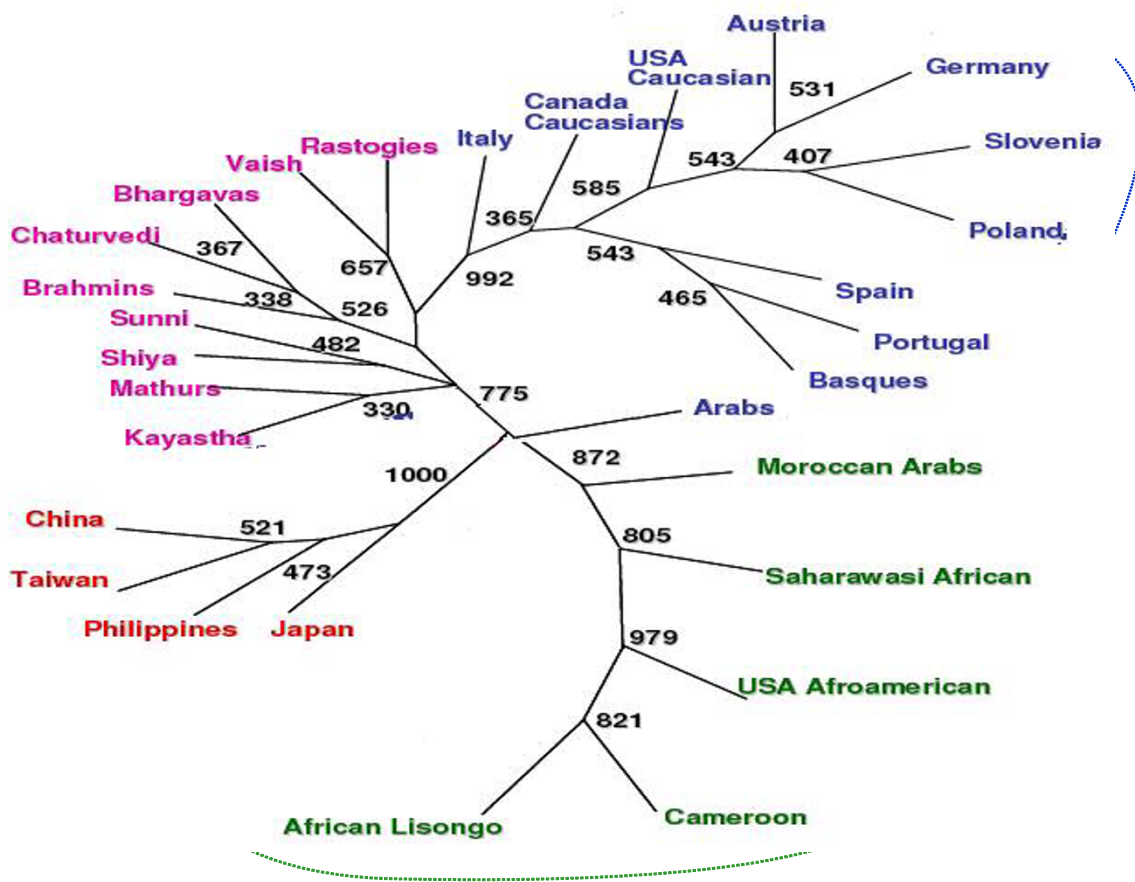 Austria
USA
Caucasian
Germany
531
Canada
Caucasians
Slovenia
Italy
Rastogies
543
407
Vaish
585
Bhargavas
365
Poland
Chaturvedi
367
543
657
992
Spain
Brahmins
338
526
465
Sunni
482
Portugal
Shiya
Basques
Mathurs
775
330
Arabs
Kayastha
872
Moroccan Arabs
1000
China
521
805
Taiwan
473
Saharawasi African
Philippines
Japan
979
USA Afroamerican
821
African Lisongo
Cameroon